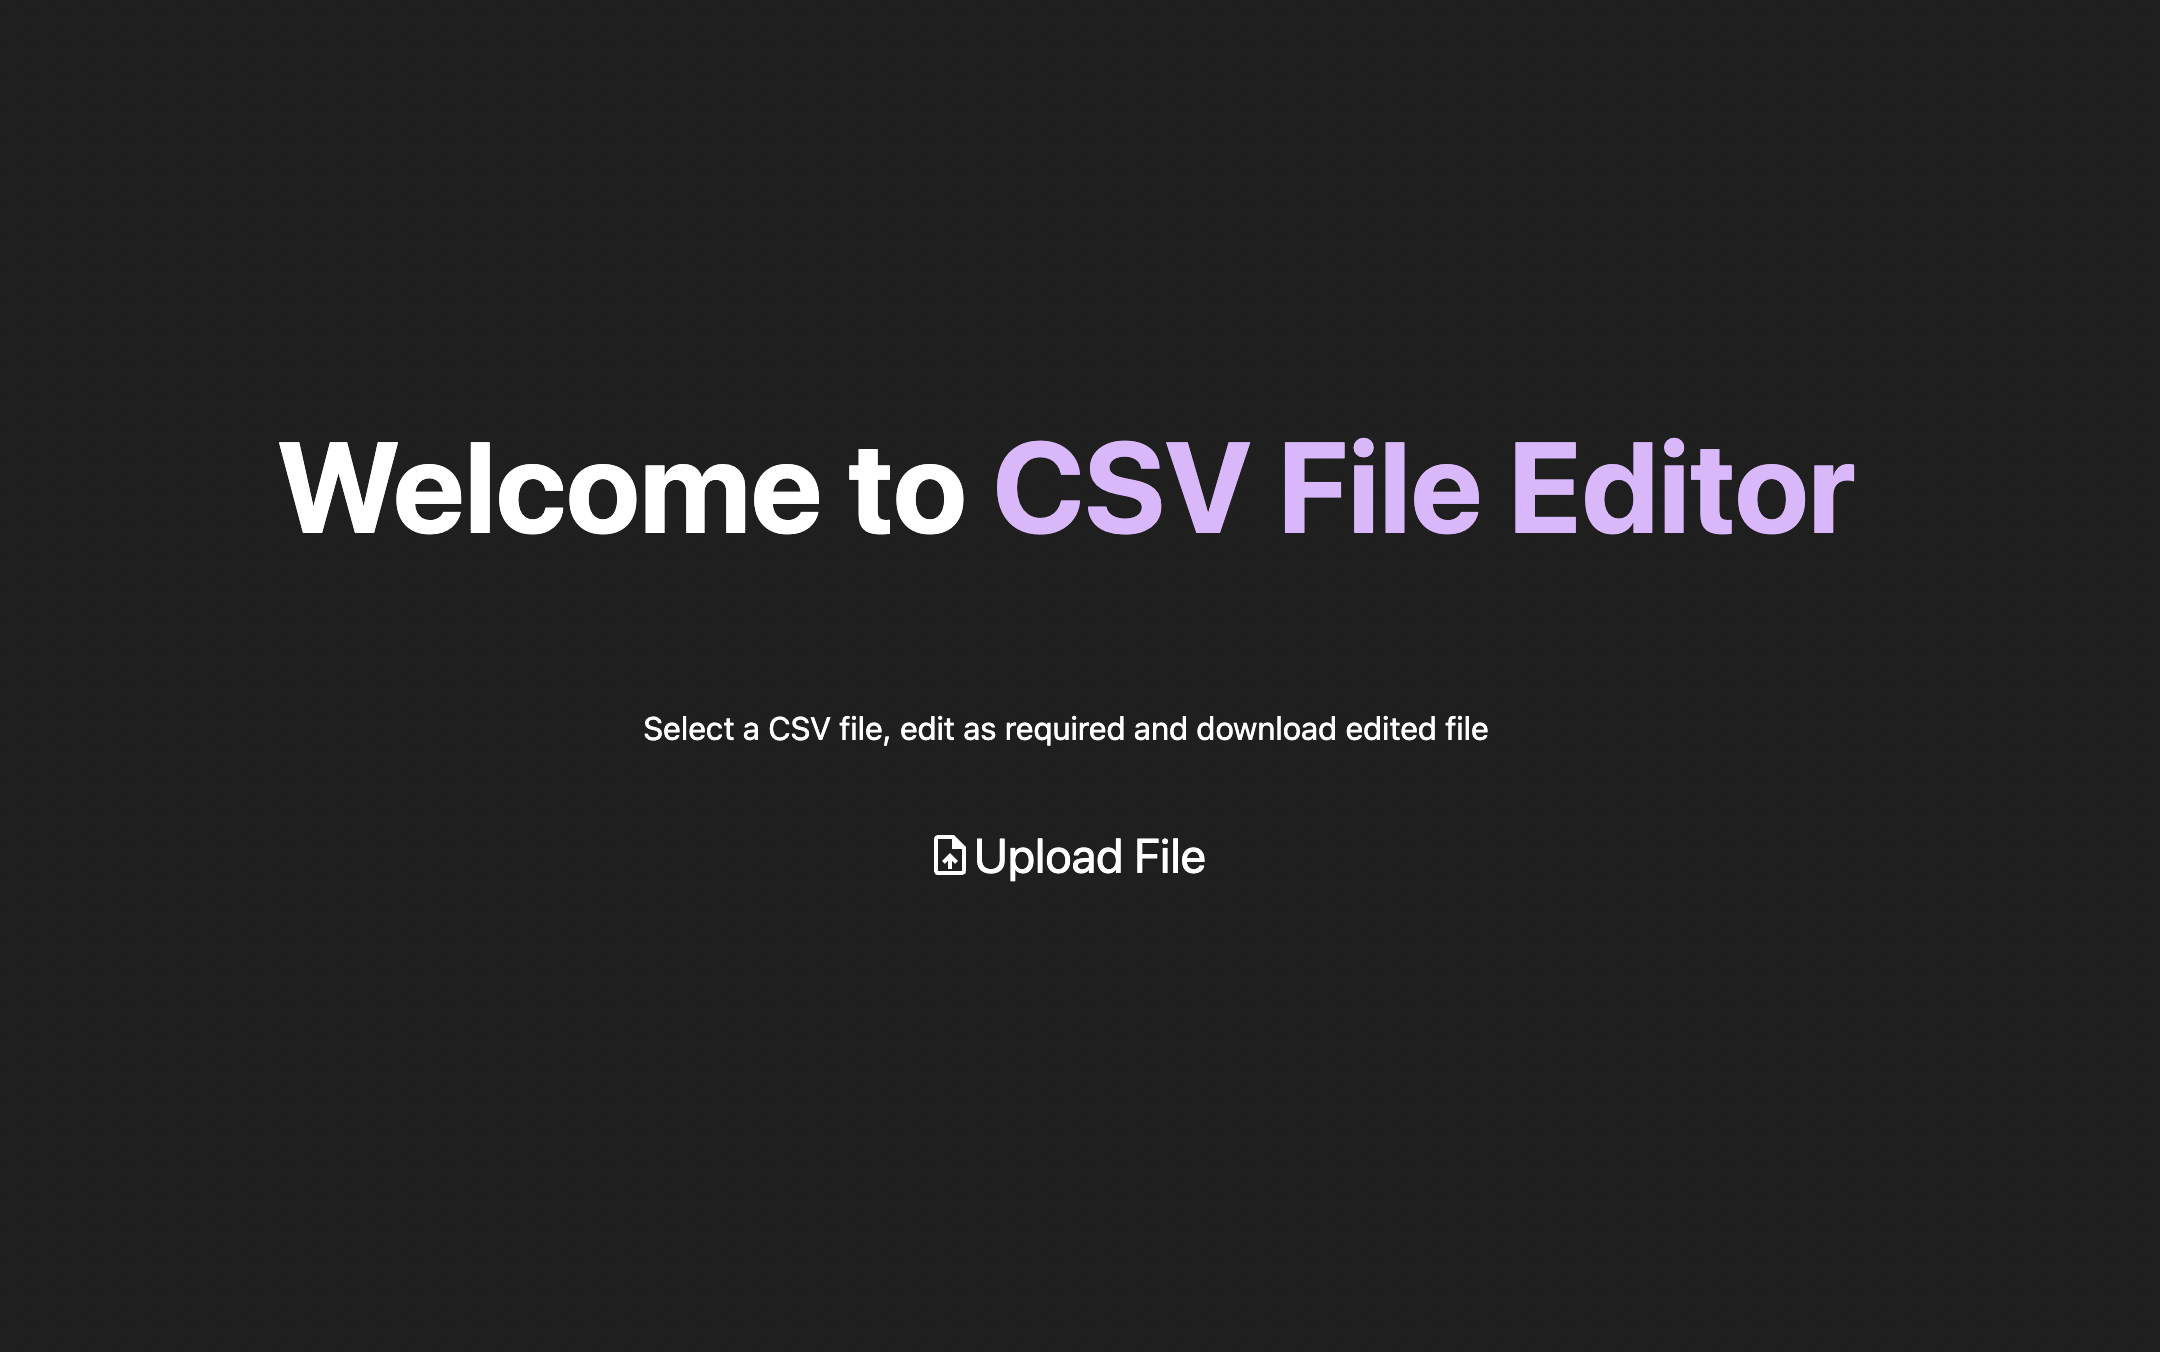 Welcome to CSV File Editor
Select a CSV file, edit as required and download edited file
Upload File